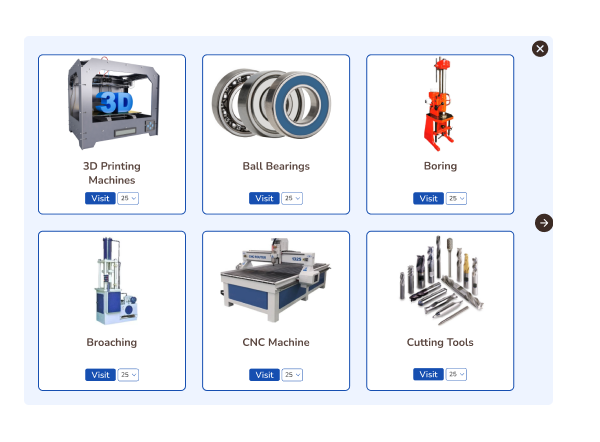 3D
3D Printing
Machines
Visit 25
Ball Bearings
Visit 25
Boring
Visit 25
Broaching
Visit 25
1325
CNC Machine
Visit 25
Cutting Tools
Visit 25